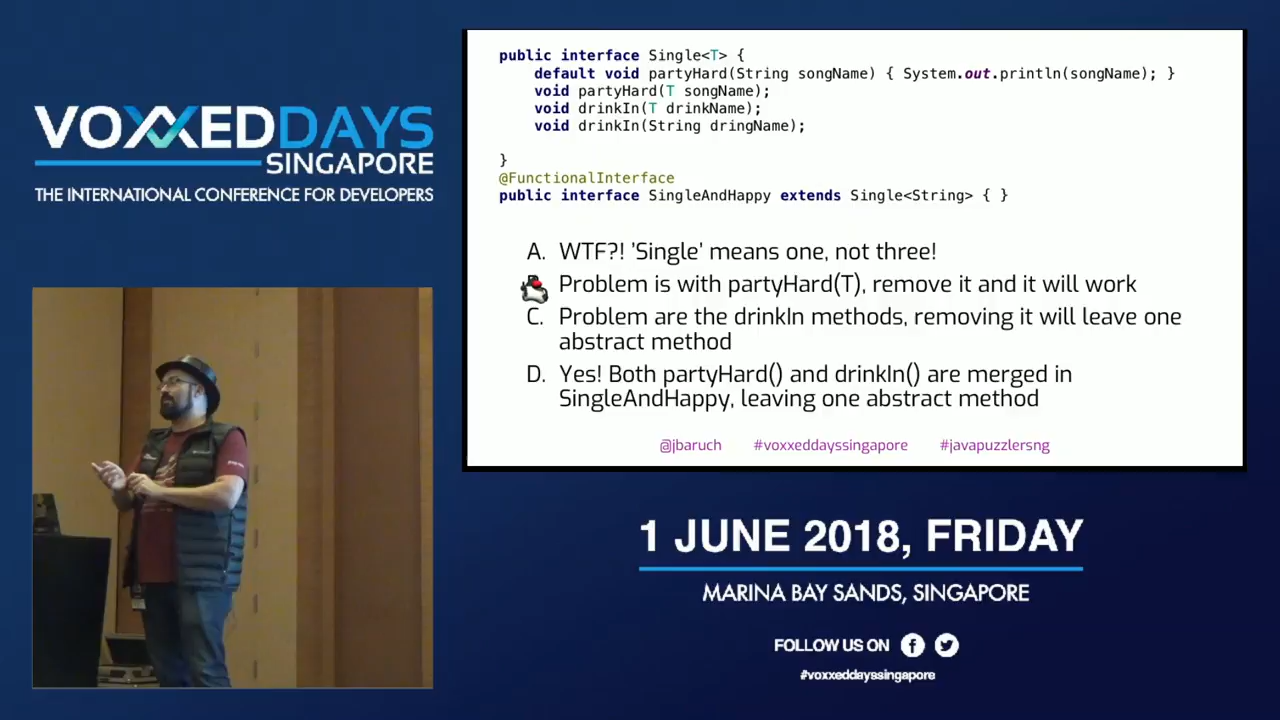 VOXXEDDAYS
SINGAPORE
THE INTERNATIONAL CONFERENCE FOR DEVELOPERS
public interface Single<T> {
default void partyHard(String songName) { System.out.println(songName); }
void partyHard(T songName);
void drinkIn(T drinkName);
void drinkIn(String dringName);
}
@FunctionalInterface
public interface SingleAndHappy extends Single<String> { }
A. WTF?! 'Single' means one, not three!
Problem is with partyHard(T), remove it and it will work
C. Problem are the drinkIn methods, removing it will leave one
abstract method
D. Yes! Both partyHard() and drinkIn() are merged in
SingleAndHappy, leaving one abstract method
@jbaruch #voxxeddayssingapore #javapuzzlersng
1 JUNE 2018, FRIDAY
MARINA BAY SANDS, SINGAPORE
FOLLOW US ON
#voxxeddayssingapore